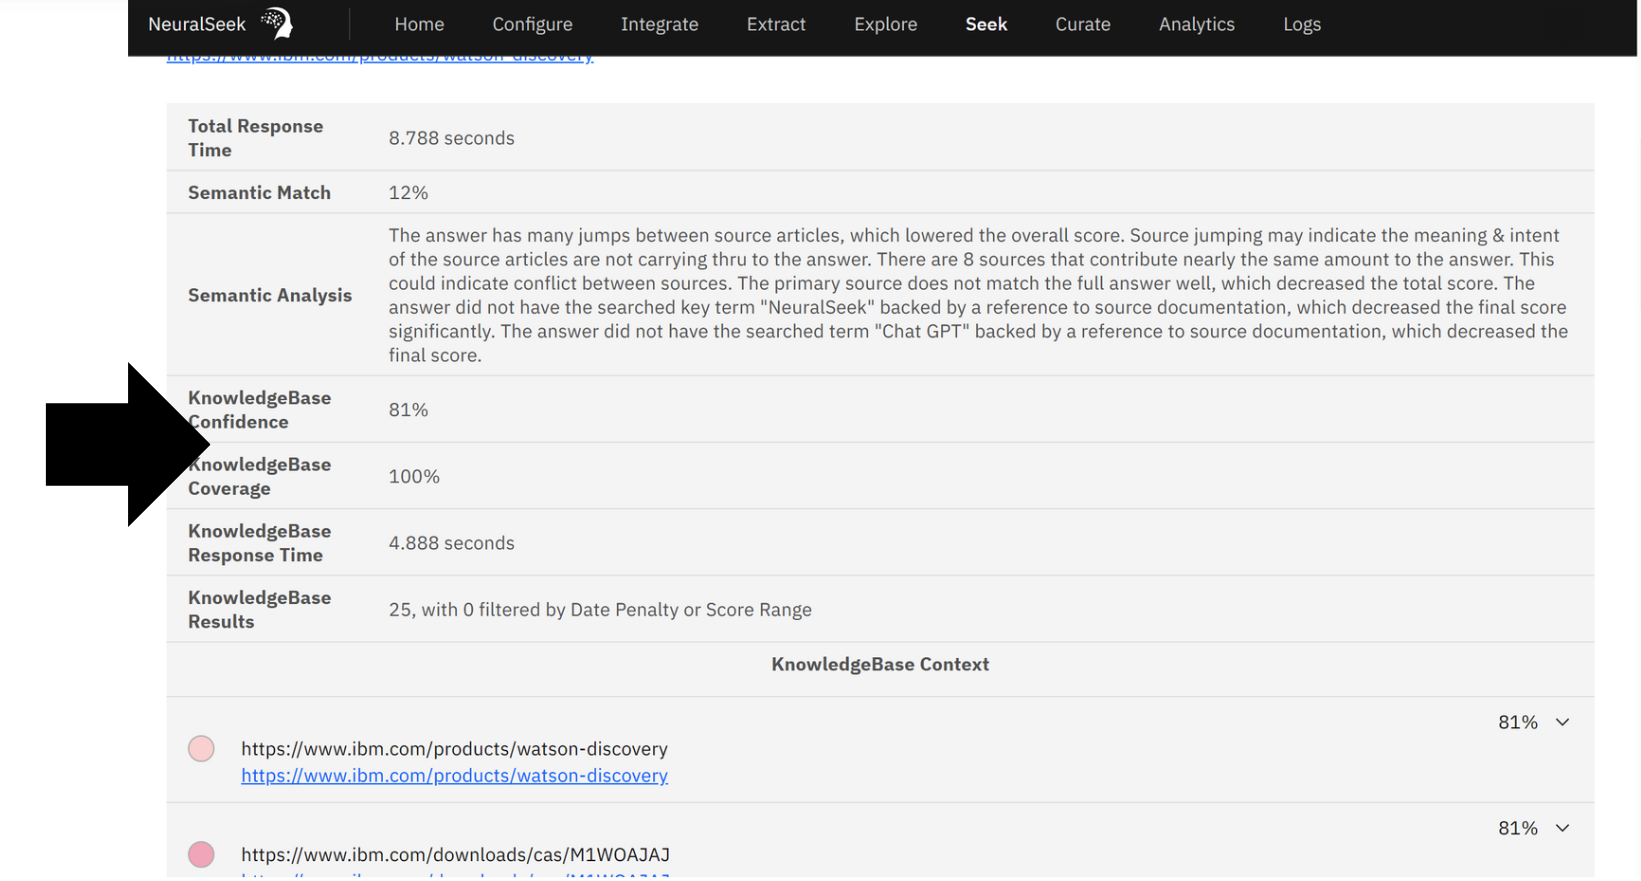 NeuralSeek Home Configure Integrate Extract Explore Seek Curate Analytics Logs
https://www.ibm.com/products/watson-discovery
Total Response
Time
8.788 seconds
Semantic Match
12%
Semantic Analysis
The answer has many jumps between source articles, which lowered the overall score. Source jumping may indicate the meaning & intent
of the source articles are not carrying thru to the answer. There are 8 sources that contribute nearly the same amount to the answer. This
could indicate conflict between sources. The primary source does not match the full answer well, which decreased the total score. The
answer did not have the searched key term "NeuralSeek" backed by a reference to source documentation, which decreased the final score
significantly. The answer did not have the searched term "Chat GPT" backed by a reference to source documentation, which decreased the
final score.
KnowledgeBase
Confidence
81%
KnowledgeBase
Coverage
100%
KnowledgeBase
Response Time
4.888 seconds
KnowledgeBase
Results
25, with 0 filtered by Date Penalty or Score Range
KnowledgeBase Context
81%
https://www.ibm.com/products/watson-discovery
https://www.ibm.com/products/watson-discovery
81%
https://www.ibm.com/downloads/cas/M1WOAJAJ